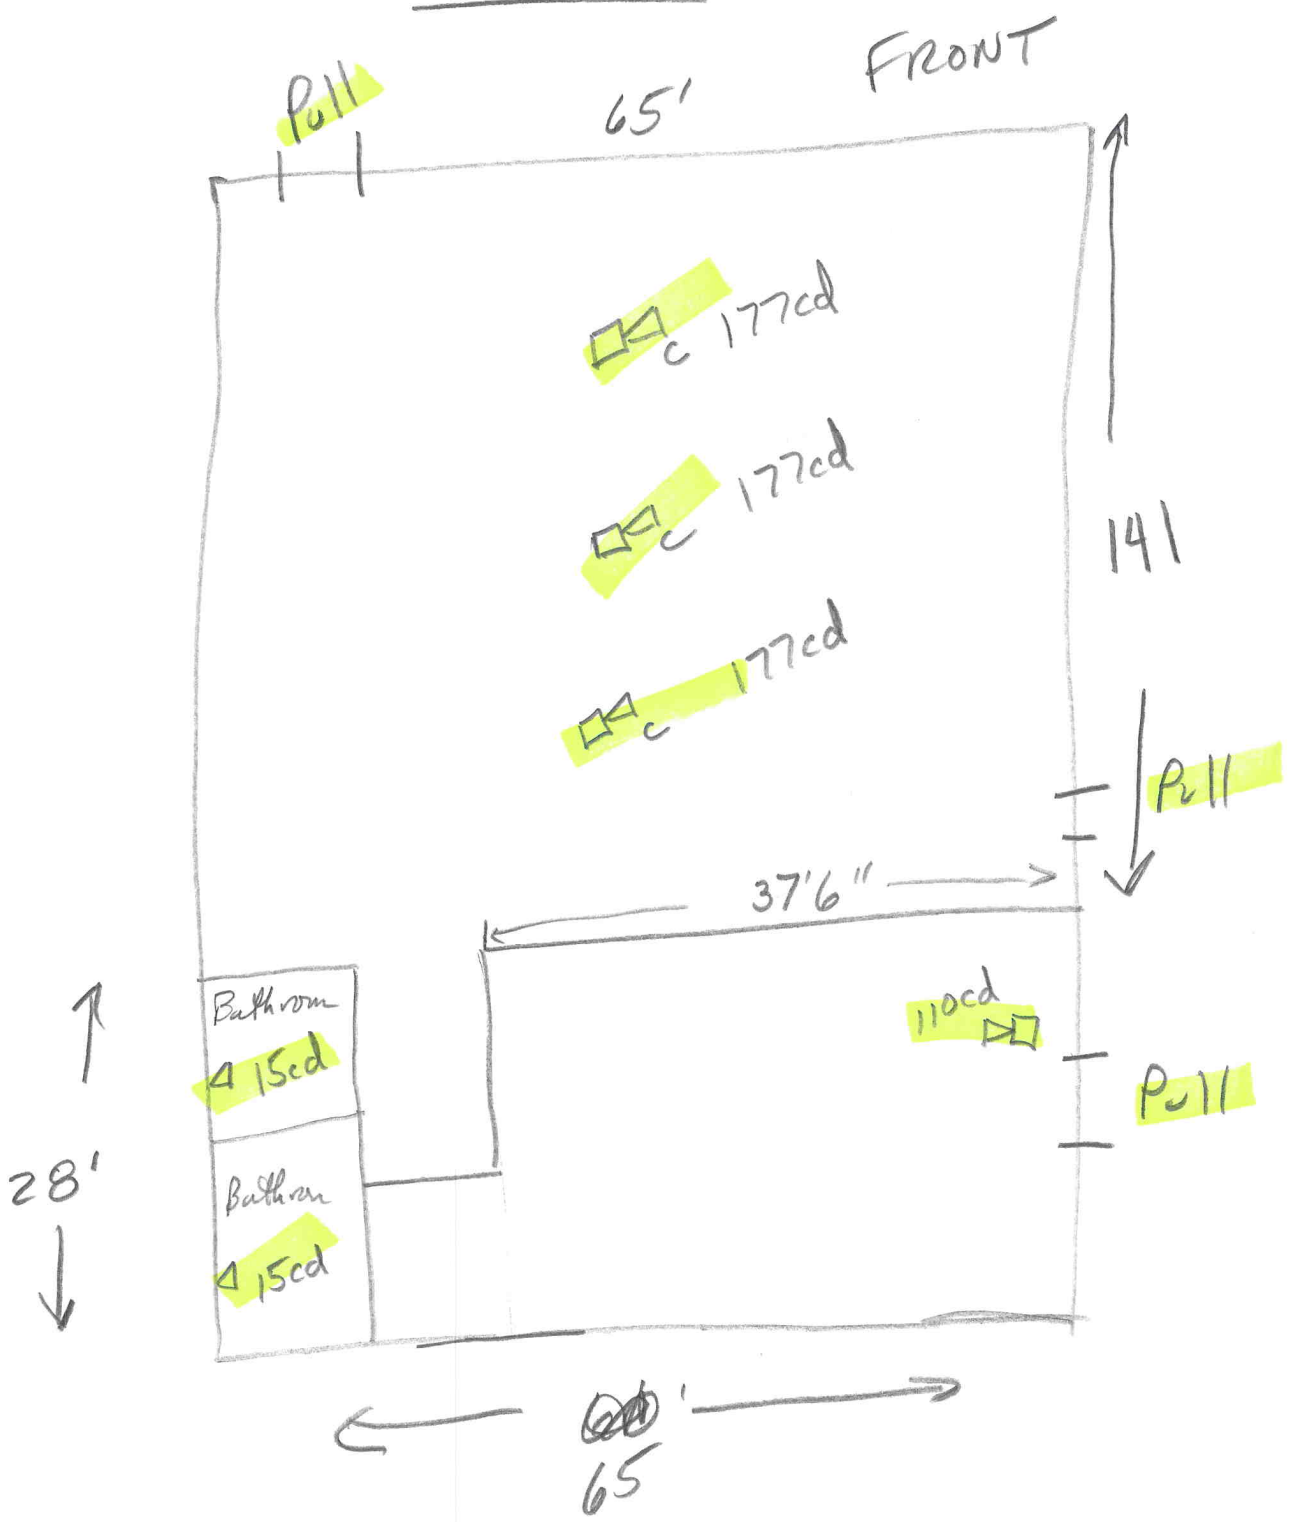 FRONT
Pull
65'
177cd
C
177cd
C
177cd
C
141
Pull
37'6"
110cd
Bathroom
15cd
Pull
28'
Bathroom
15cd
'
65